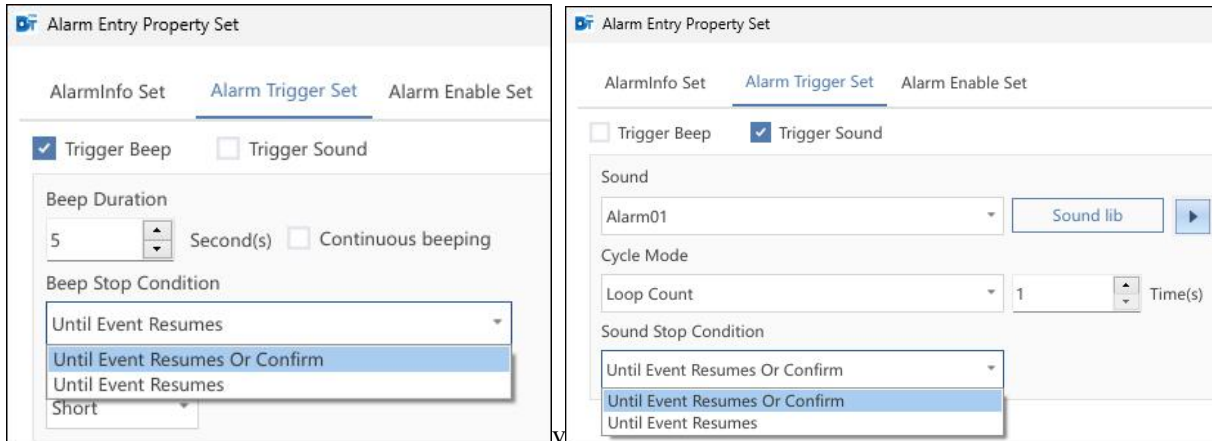 Alarm Entry Property Set
AlarmInfo Set Alarm Trigger Set Alarm Enable Set
Trigger Beep Trigger Sound
Beep Duration
5 Second(s) Continuous beeping
Beep Stop Condition
Until Event Resumes
Until Event Resumes Or Confirm
Until Event Resumes
Short
v
Alarm Entry Property Set
AlarmInfo Set Alarm Trigger Set Alarm Enable Set
Trigger Beep Trigger Sound
Sound
Alarm01 Sound lib
Cycle Mode
Loop Count 1 Time(s)
Sound Stop Condition
Until Event Resumes Or Confirm
Until Event Resumes Or Confirm
Until Event Resumes